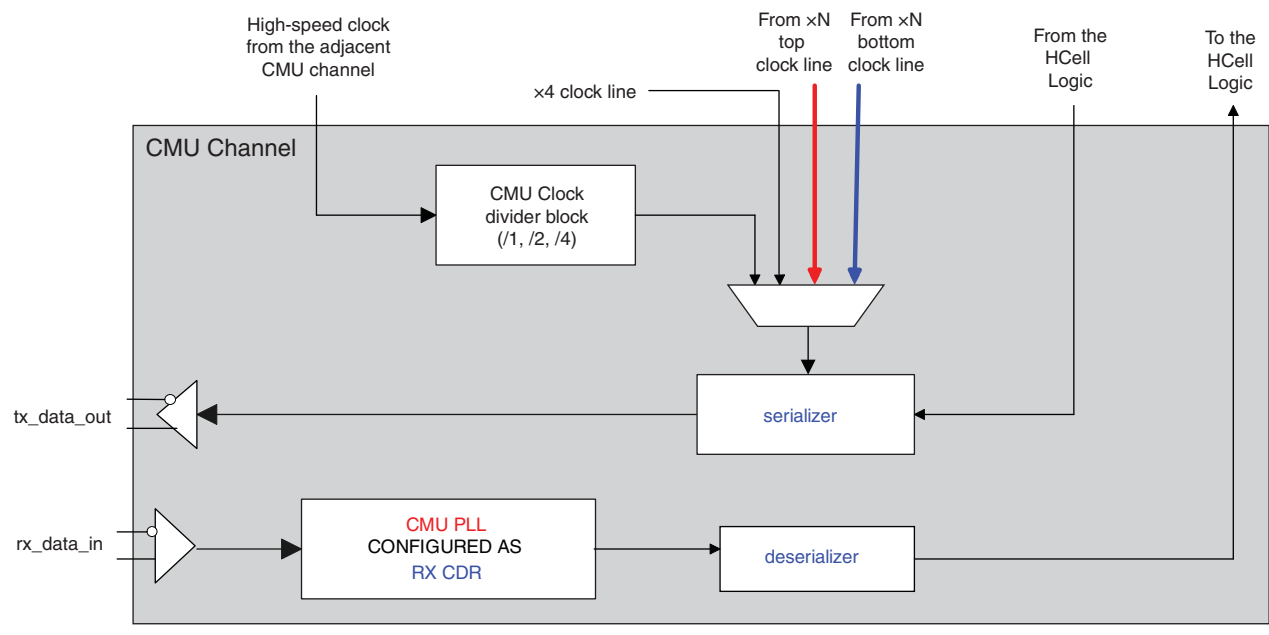 High-speed clock
from the adjacent
CMU channel
From ×N
top
clock line
From ×N
bottom
clock line
From the
HCell
Logic
To the
HCell
Logic
×4 clock line
CMU Channel
CMU Clock
divider block
(/1, /2, /4)
tx_data_out
serializer
rx_data_in
CMU PLL
CONFIGURED AS
RX CDR
deserializer